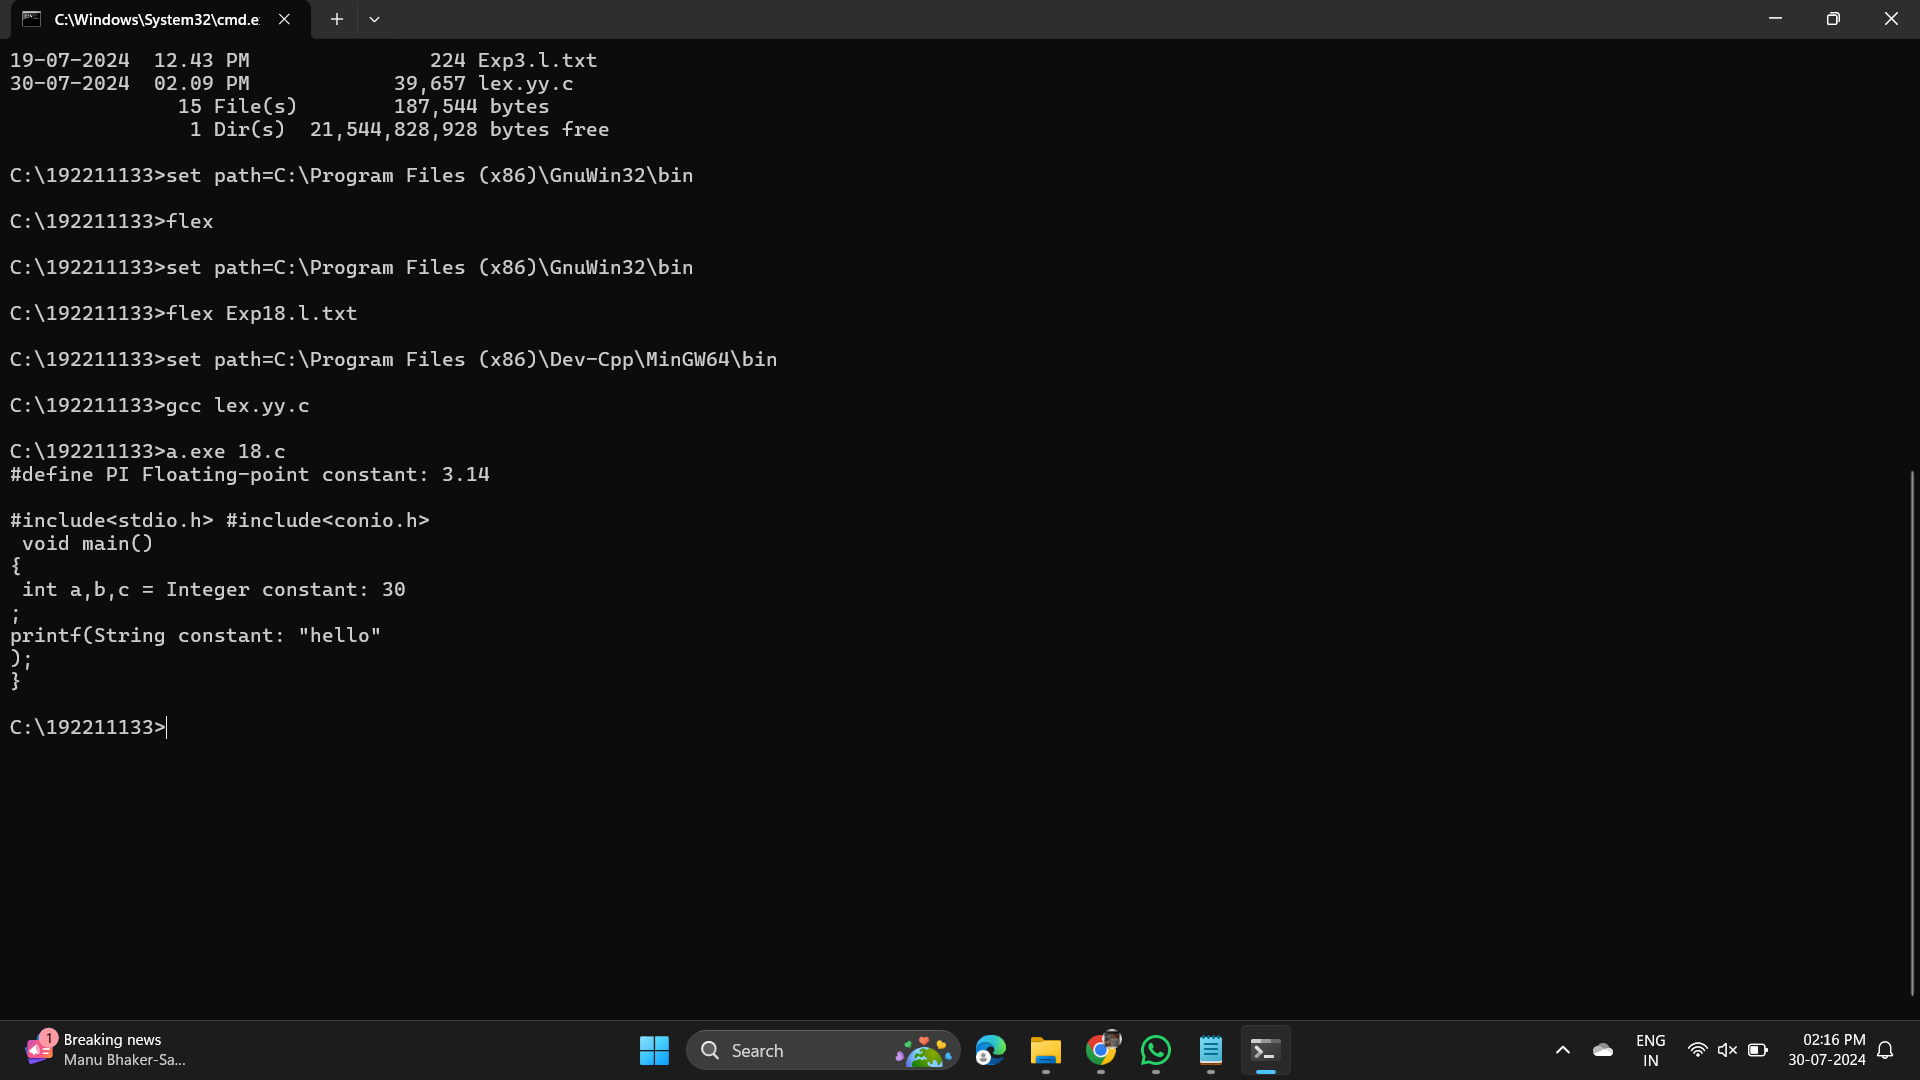 C:\Windows\System32\cmd.e
19-07-2024  12.43 PM               224 Exp3.l.txt
30-07-2024  02.09 PM            39,657 lex.yy.c
              15 File(s)        187,544 bytes
               1 Dir(s)  21,544,828,928 bytes free
C:\192211133>set path=C:\Program Files (x86)\GnuWin32\bin
C:\192211133>flex
C:\192211133>set path=C:\Program Files (x86)\GnuWin32\bin
C:\192211133>flex Exp18.l.txt
C:\192211133>set path=C:\Program Files (x86)\Dev-Cpp\MinGW64\bin
C:\192211133>gcc lex.yy.c
C:\192211133>a.exe 18.c
#define PI Floating-point constant: 3.14
#include<stdio.h> #include<conio.h>
 void main()
{
 int a,b,c = Integer constant: 30
;
printf(String constant: "hello"
);
}
C:\192211133>
1
Breaking news
Manu Bhaker-Sa...
Search
ENG
IN
02:16 PM
30-07-2024